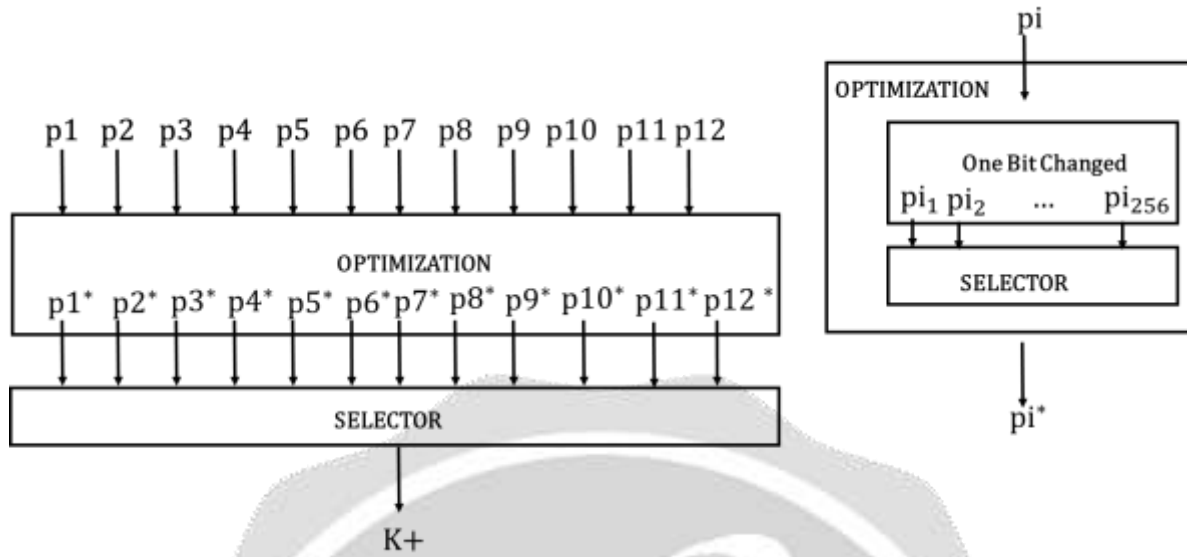 p1 p2 p3 p4 p5 p6 p7 p8 p9 p10 p11 p12
OPTIMIZATION
p1* p2* p3* p4* p5* p6* p7* p8* p9* p10* p11* p12 *
SELECTOR
K+
pi
OPTIMIZATION
One Bit Changed
pi₁ pi₂ ... pi₂₅₆
SELECTOR
pi*